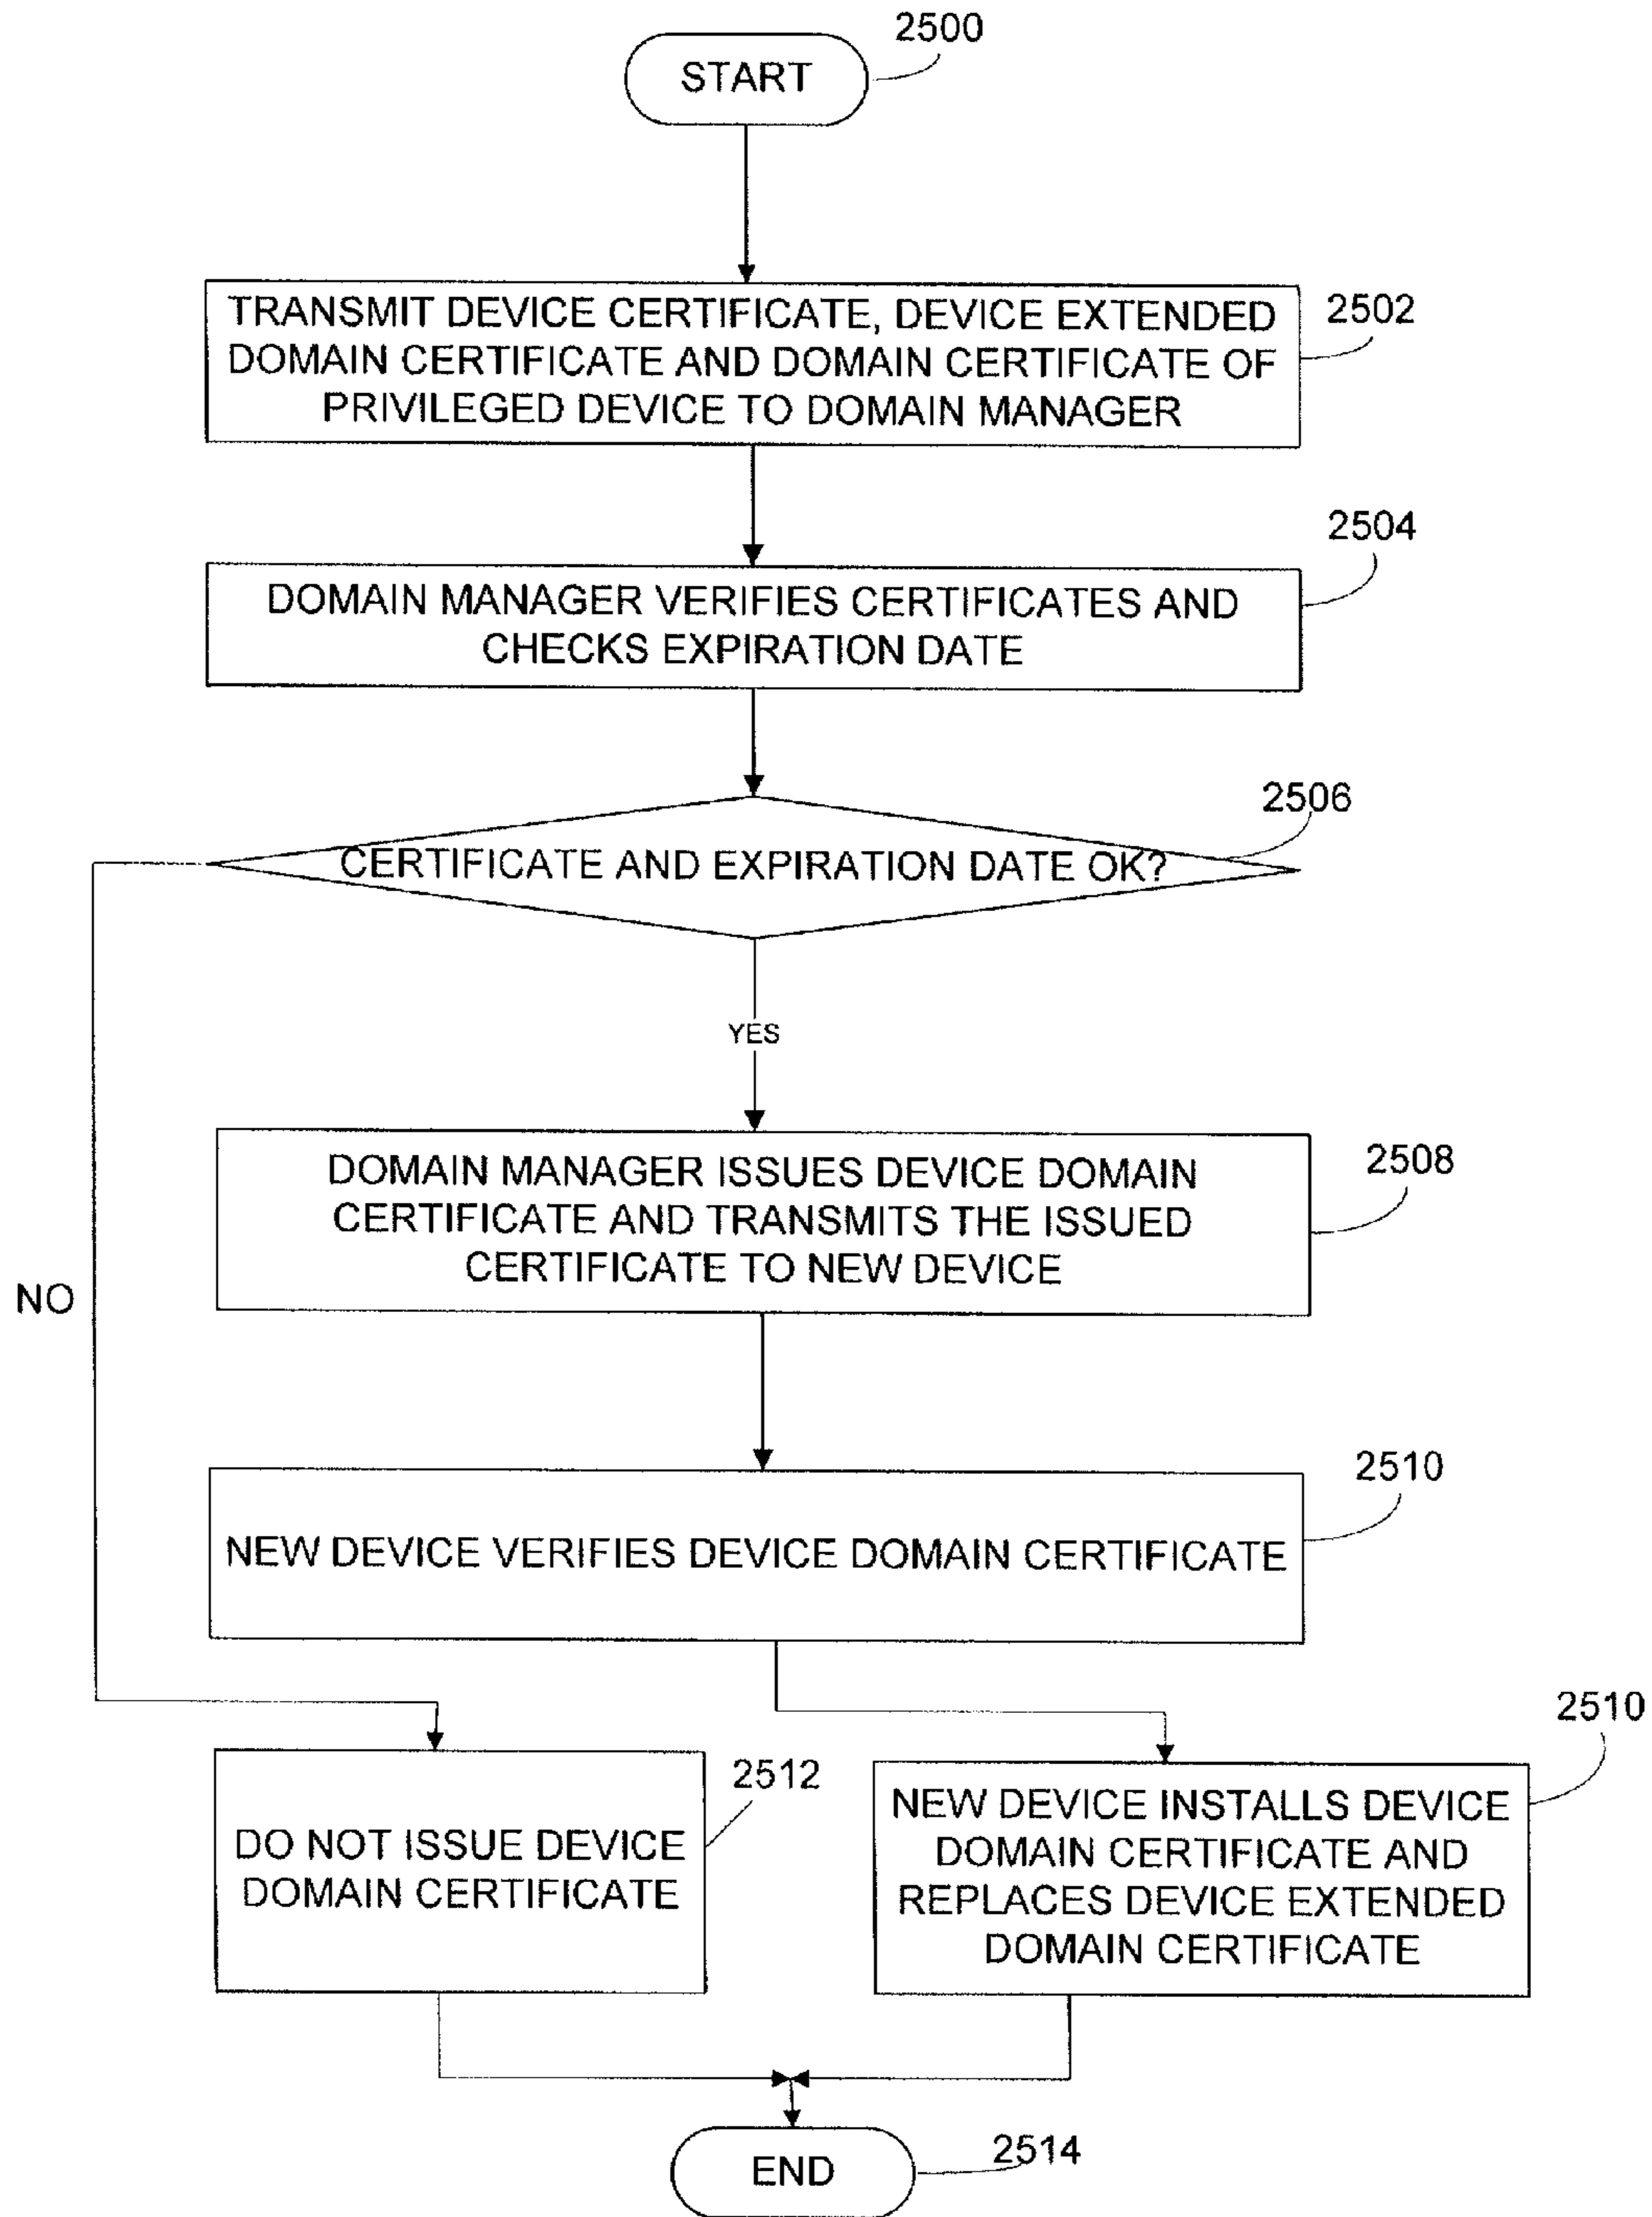 2500
START
2502
TRANSMIT DEVICE CERTIFICATE, DEVICE EXTENDED
DOMAIN CERTIFICATE AND DOMAIN CERTIFICATE OF
PRIVILEGED DEVICE TO DOMAIN MANAGER
2504
DOMAIN MANAGER VERIFIES CERTIFICATES AND
CHECKS EXPIRATION DATE
2506
CERTIFICATE AND EXPIRATION DATE OK?
YES
2508
DOMAIN MANAGER ISSUES DEVICE DOMAIN
CERTIFICATE AND TRANSMITS THE ISSUED
CERTIFICATE TO NEW DEVICE
NO
2510
NEW DEVICE VERIFIES DEVICE DOMAIN CERTIFICATE
2512
DO NOT ISSUE DEVICE
DOMAIN CERTIFICATE
2510
NEW DEVICE INSTALLS DEVICE
DOMAIN CERTIFICATE AND
REPLACES DEVICE EXTENDED
DOMAIN CERTIFICATE
END
2514